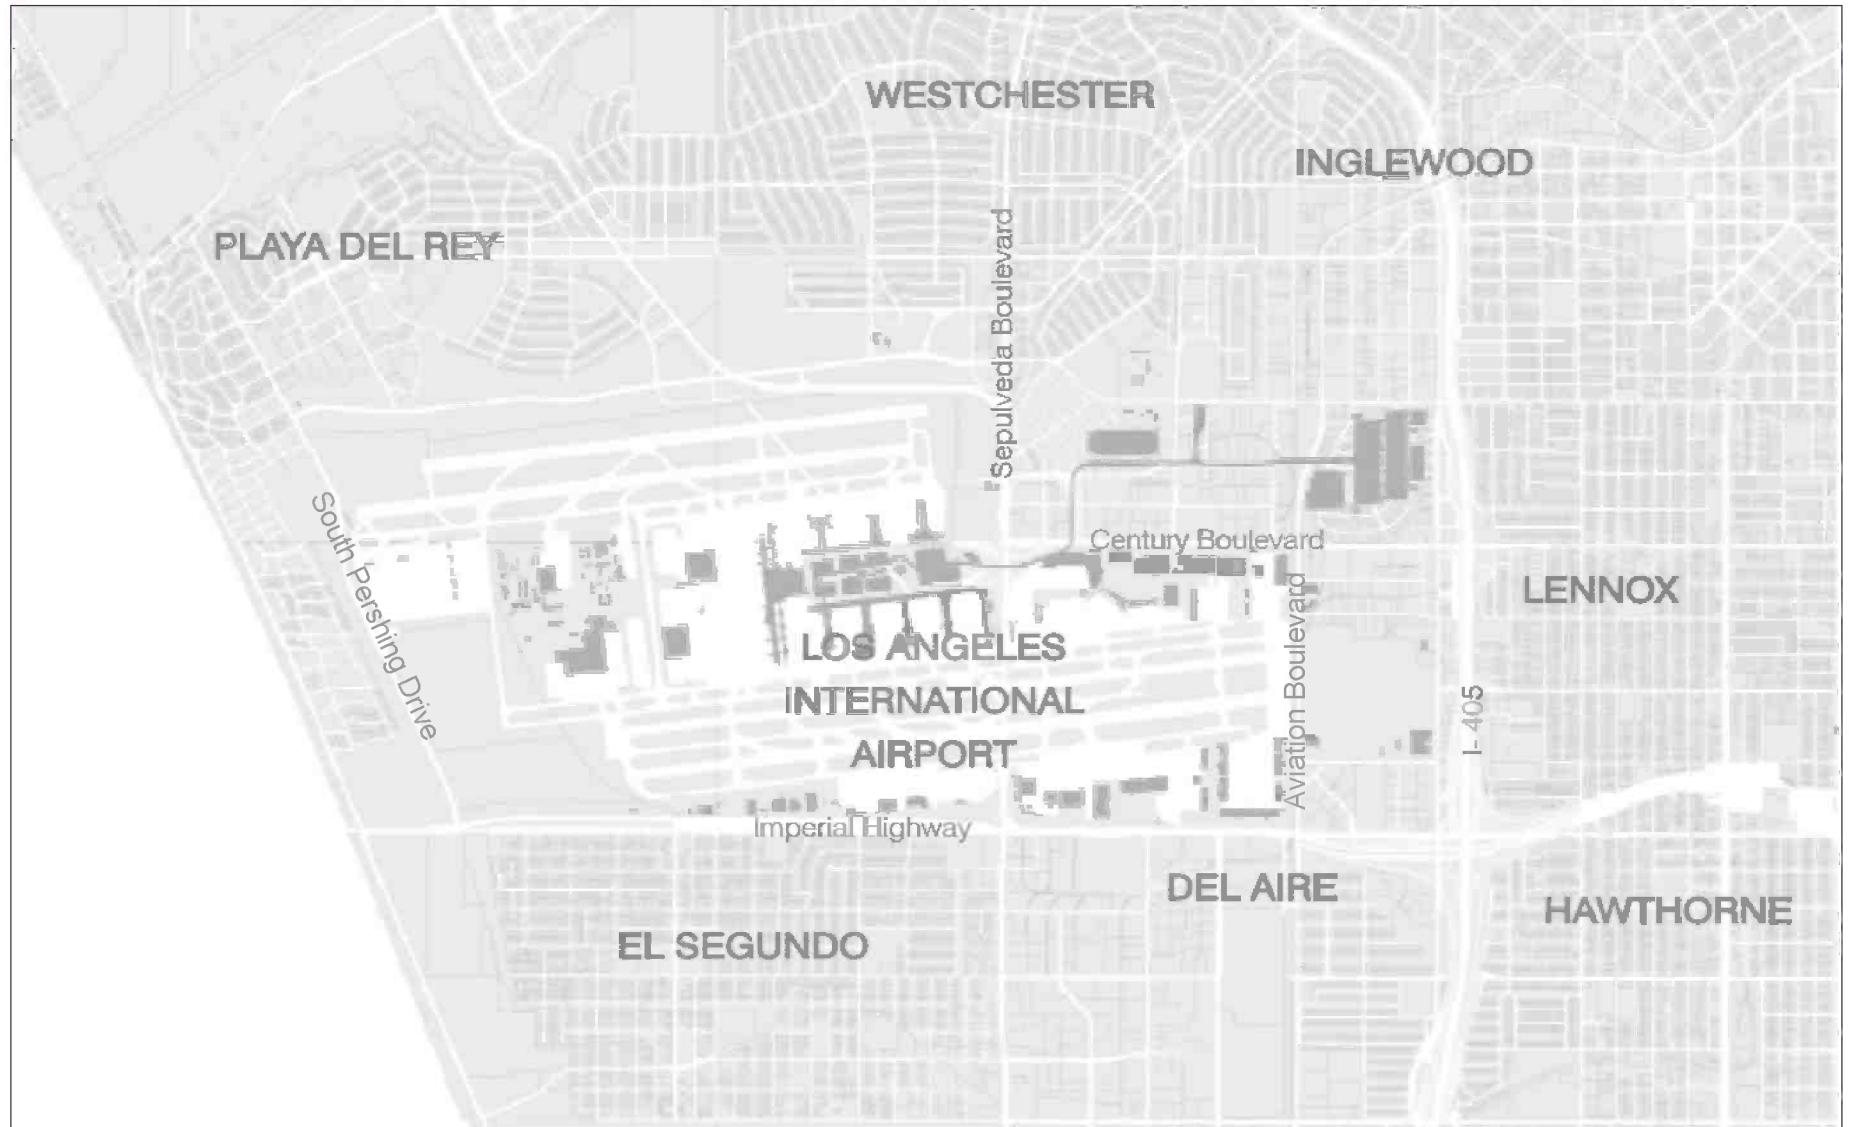 WESTCHESTER
INGLEWOOD
PLAYA DEL REY
Sepulveda Boulevard
South Pershing Drive
Century Boulevard
LENNOX
Aviation Boulevard
LOS ANGELES
INTERNATIONAL
AIRPORT
I- 405
Imperial Highway
DEL AIRE
HAWTHORNE
EL SEGUNDO